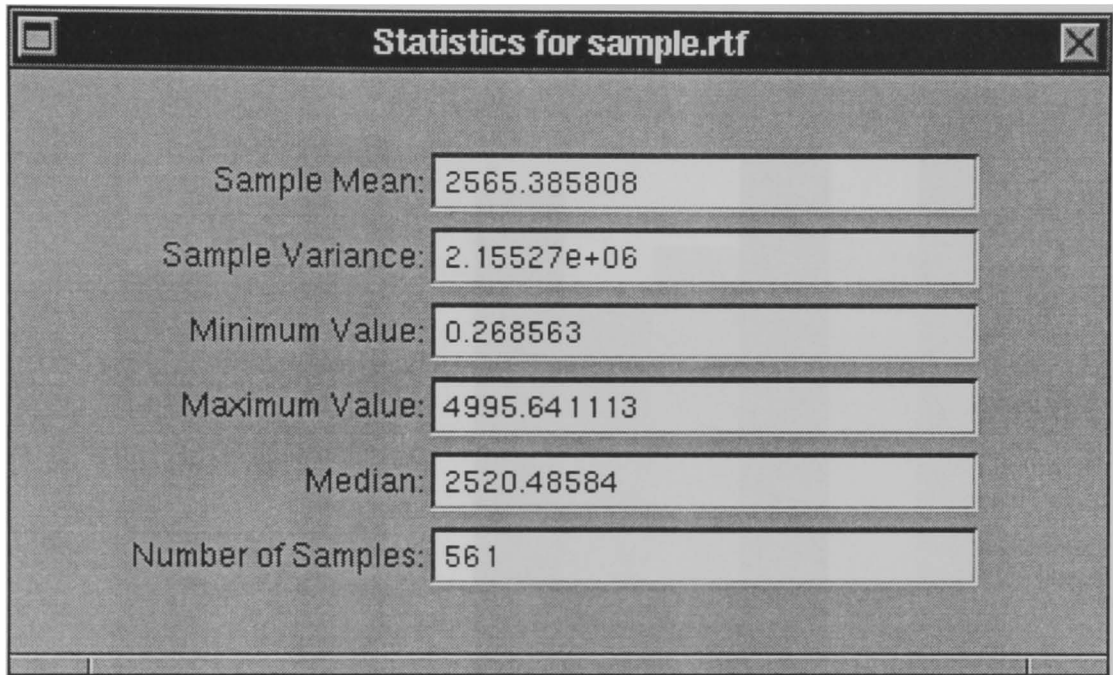 Statistics for sample.rtf
Sample Mean: 2565.385808
Sample Variance: 2.15527e+06
Minimum Value: 0.268563
Maximum Value: 4995.641113
Median: 2520.48584
Number of Samples: 561